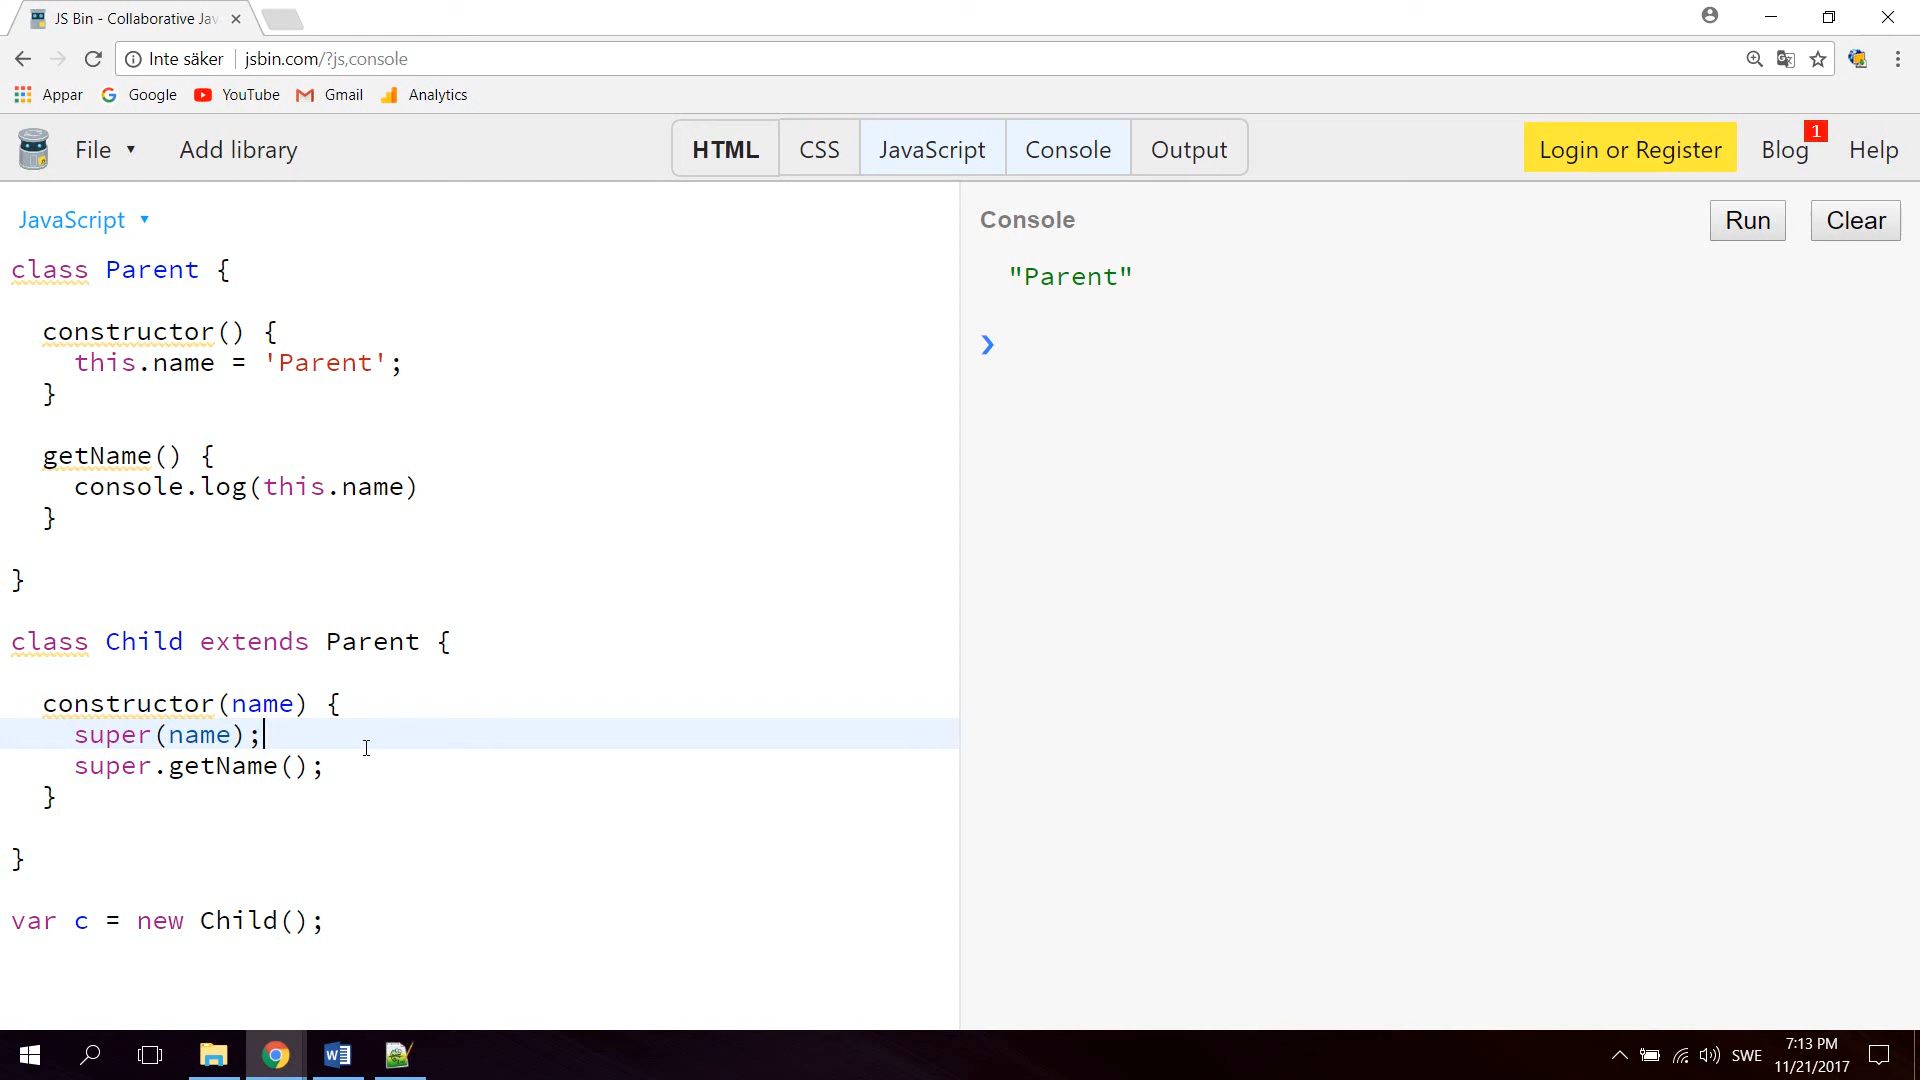 JS Bin - Collaborative Jav
Inte säker jsbin.com/?js,console
Appar Google YouTube Gmail Analytics
File Add library HTML CSS JavaScript Console Output Login or Register Blog 1 Help
JavaScript
class Parent {
constructor() {
this.name = 'Parent';
}
getName() {
console.log(this.name)
}
}
class Child extends Parent {
constructor(name) {
super(name);
super.getName();
}
}
var c = new Child();
Console Run Clear
"Parent"
SWE 7:13 PM
11/21/2017